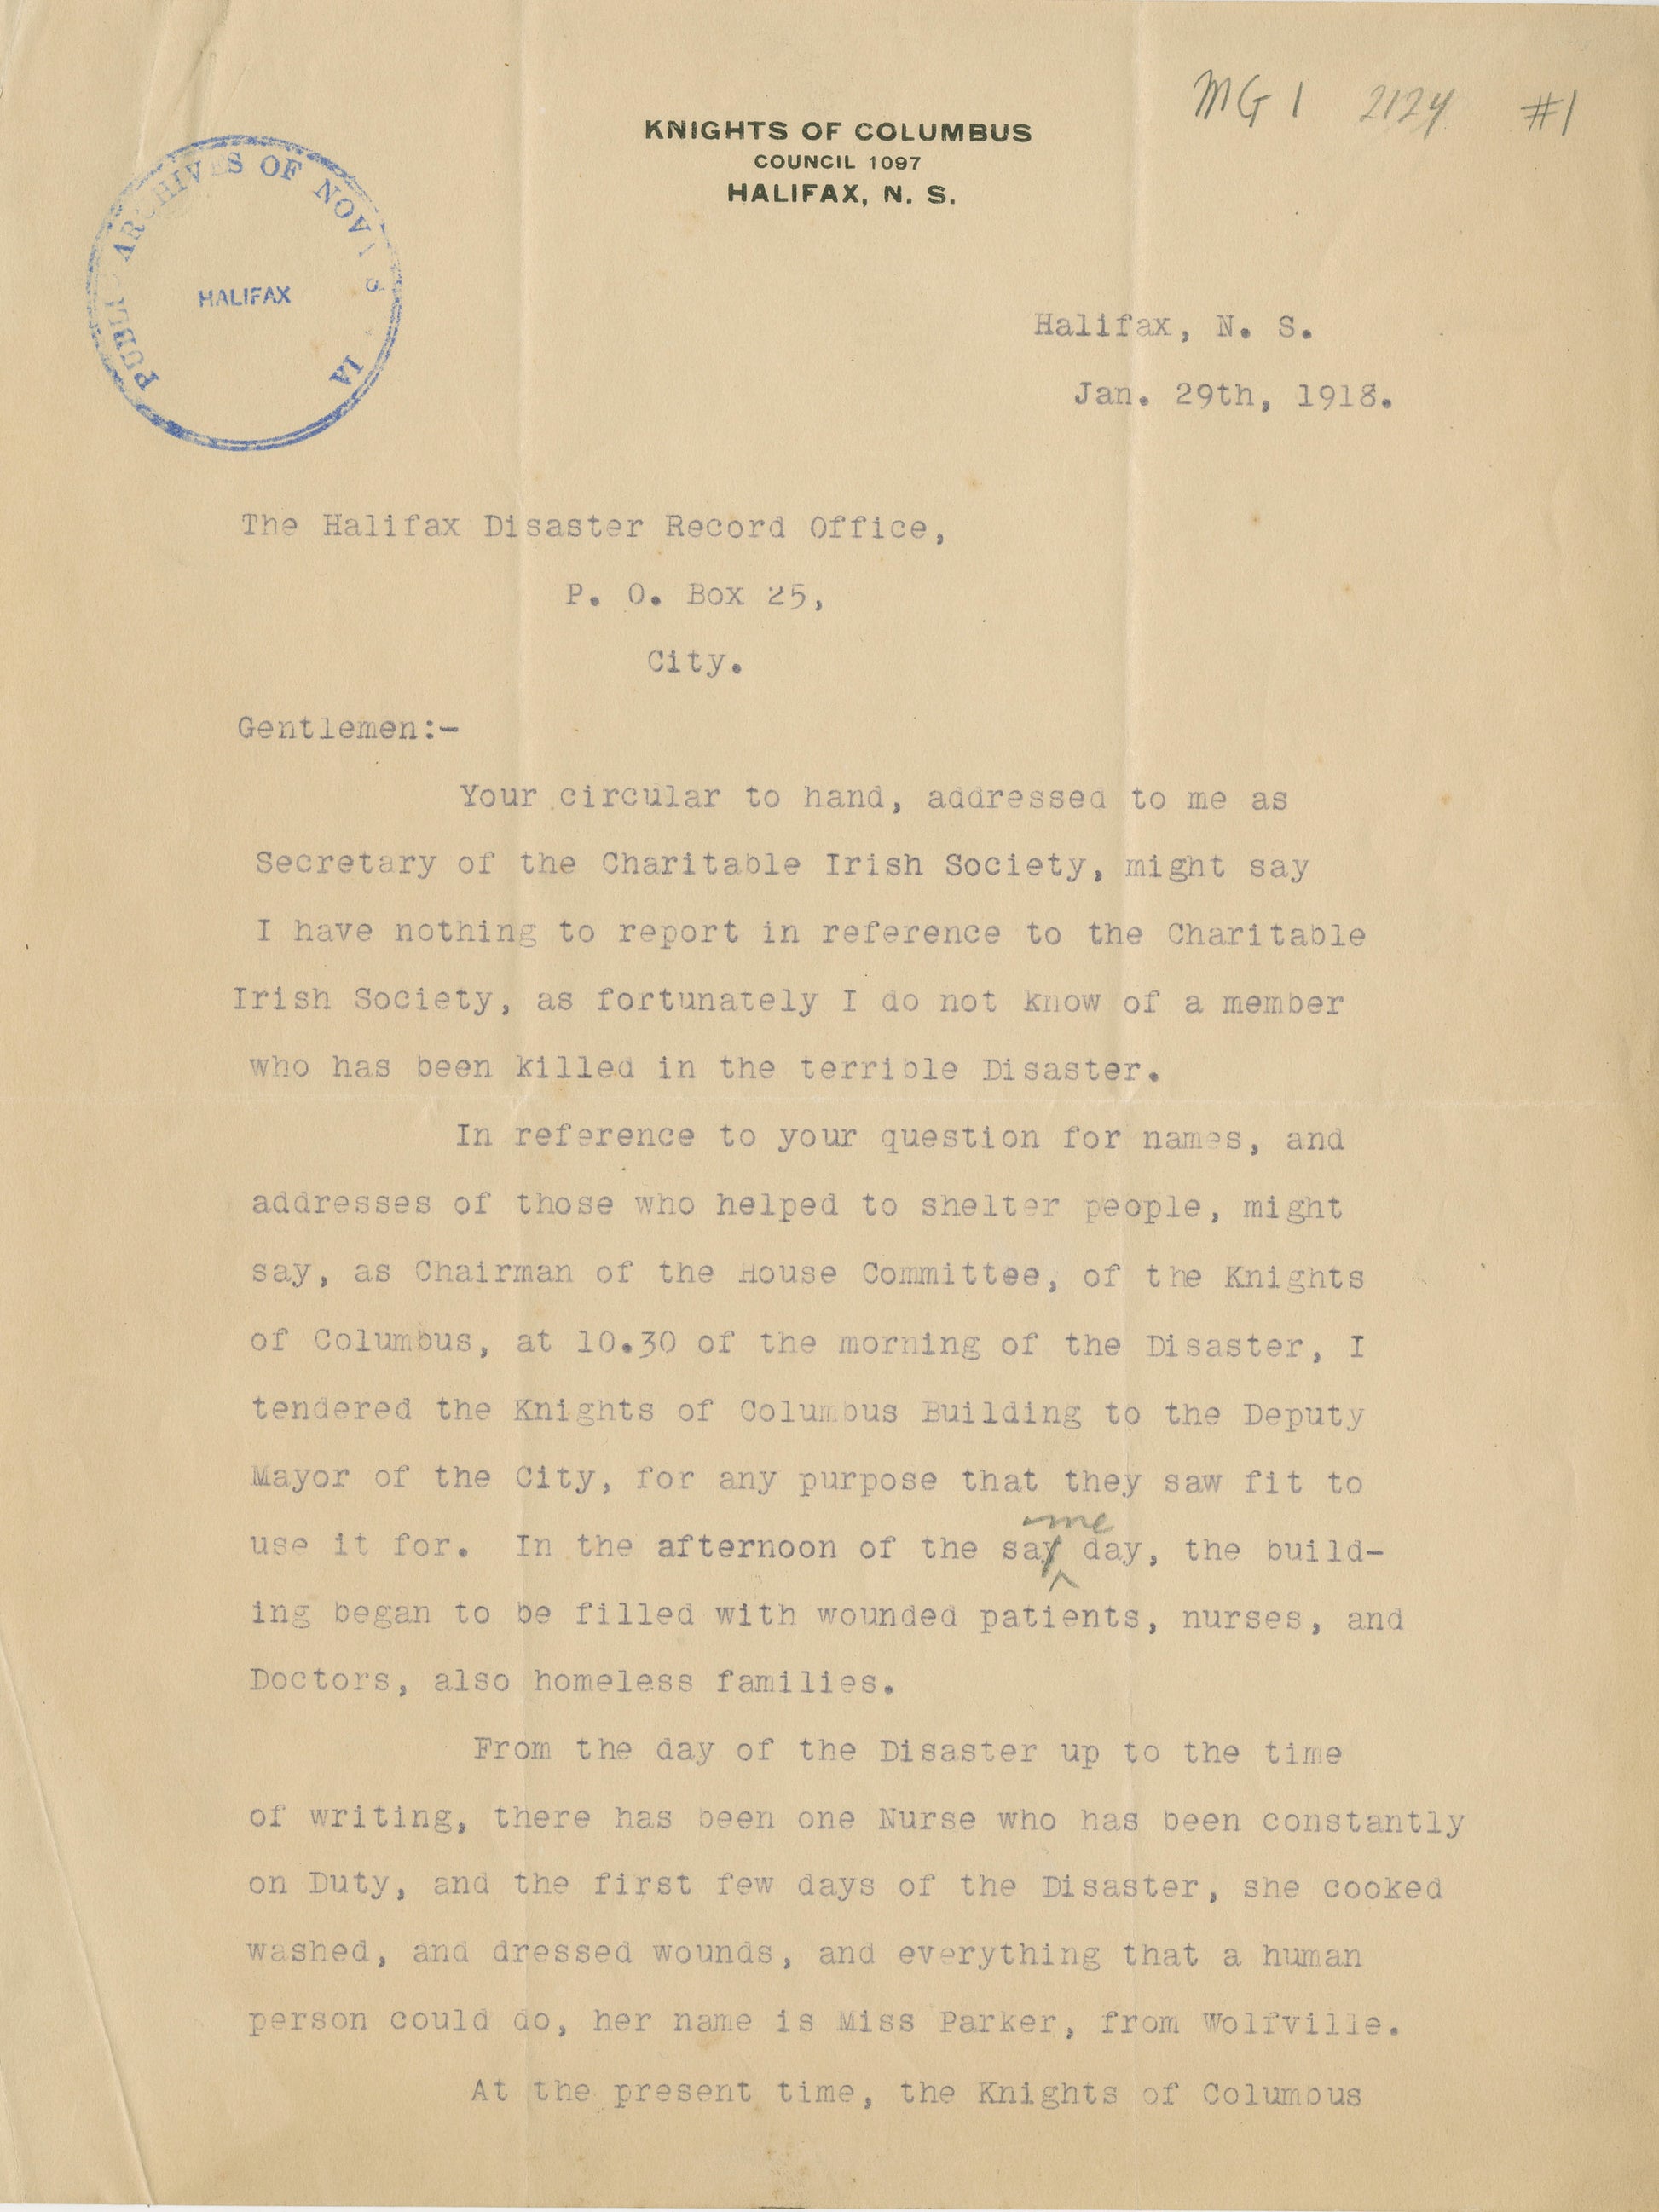 MG 1 2124 #1
KNIGHTS OF COLUMBUS
COUNCIL 1097
HALIFAX, N. S.
PUBLIC ARCHIVES OF NOVA S IA
HALIFAX
Halifax, N. S.
Jan. 29th, 1918.
The Halifax Disaster Record Office,
P. O. Box 25,
City.
Gentlemen:-
Your circular to hand, addressed to me as
Secretary of the Charitable Irish Society, might say
I have nothing to report in reference to the Charitable
Irish Society, as fortunately I do not know of a member
who has been killed in the terrible Disaster.
In reference to your question for names, and
addresses of those who helped to shelter people, might
say, as Chairman of the House Committee, of the Knights
of Columbus, at 10.30 of the morning of the Disaster, I
tendered the Knights of Columbus Building to the Deputy
Mayor of the City, for any purpose that they saw fit to
me
use it for. In the afternoon of the say day, the build-
ing began to be filled with wounded patients, nurses, and
Doctors, also homeless families.
From the day of the Disaster up to the time
of writing, there has been one Nurse who has been constantly
on Duty, and the first few days of the Disaster, she cooked
washed, and dressed wounds, and everything that a human
person could do, her name is Miss Parker, from Wolfville.
At the present time, the Knights of Columbus